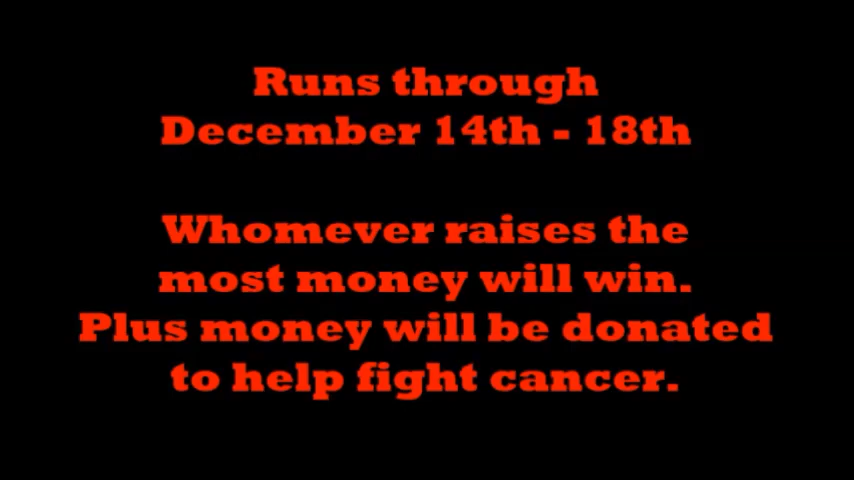 Runs through
December 14th - 18th
Whomever raises the
most money will win.
Plus money will be donated
to help fight cancer.